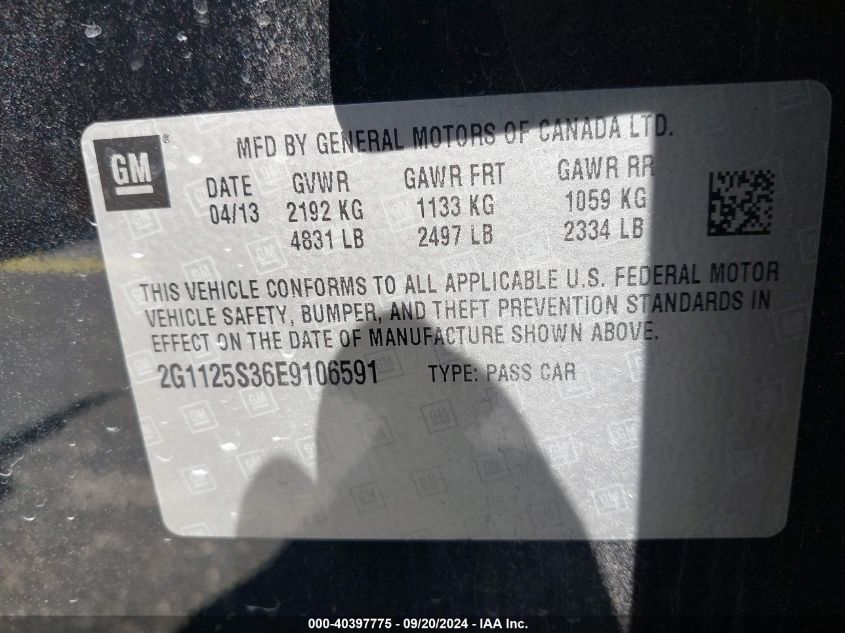 GM ®
MFD BY GENERAL MOTORS OF CANADA LTD.
DATE GVWR GAWR FRT GAWR RR
04/13 2192 KG 1133 KG 1059 KG
4831 LB 2497 LB 2334 LB
THIS VEHICLE CONFORMS TO ALL APPLICABLE U.S. FEDERAL MOTOR
VEHICLE SAFETY, BUMPER, AND THEFT PREVENTION STANDARDS IN
EFFECT ON THE DATE OF MANUFACTURE SHOWN ABOVE.
2G1125S36E9106591 TYPE: PASS CAR
000-40397775 - 09/20/2024 - IAA Inc.